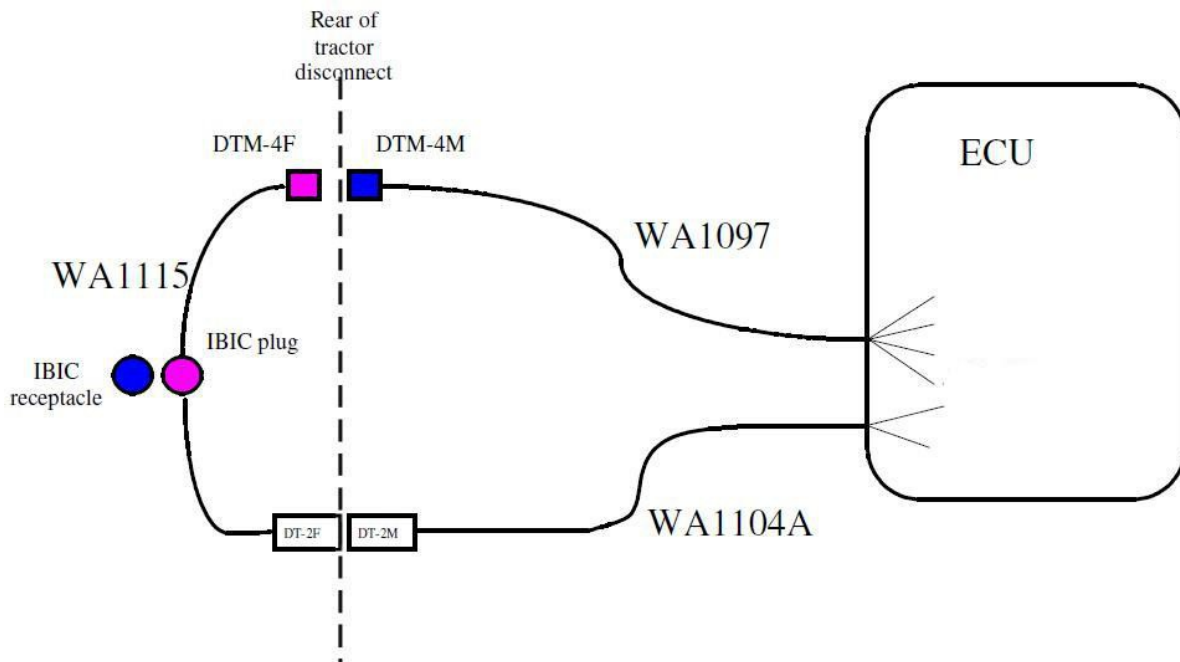 Rear of
tractor
disconnect
DTM-4F
DTM-4M
ECU
WA1097
WA1115
IBIC plug
IBIC
receptacle
DT-2F
DT-2M
WA1104A